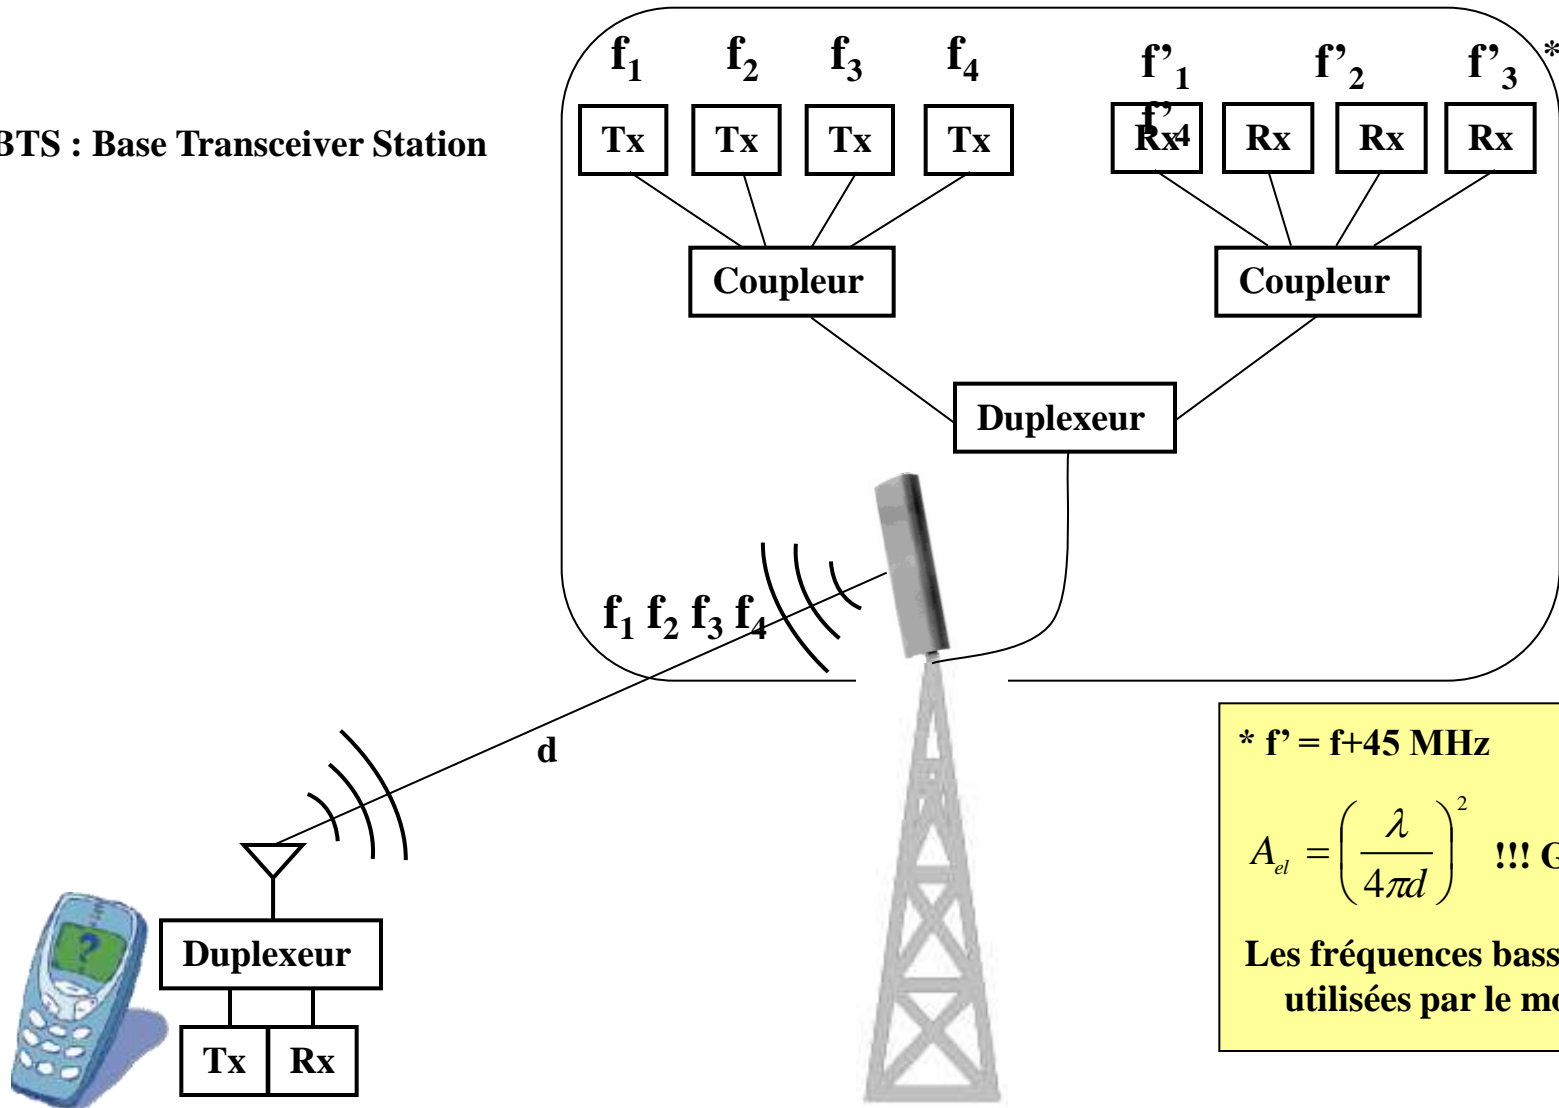 f1 f2 f3 f4 f’1 f’2 f’3 *
f’4
BTS : Base Transceiver Station
Tx Tx Tx Tx Rx Rx Rx Rx
Coupleur Coupleur
Duplexeur
f1 f2 f3 f4
d
* f’ = f+45 MHz
A_el = (λ / 4πd)^2 !!! G
Les fréquences bass
utilisées par le mo
?
Duplexeur
Tx Rx